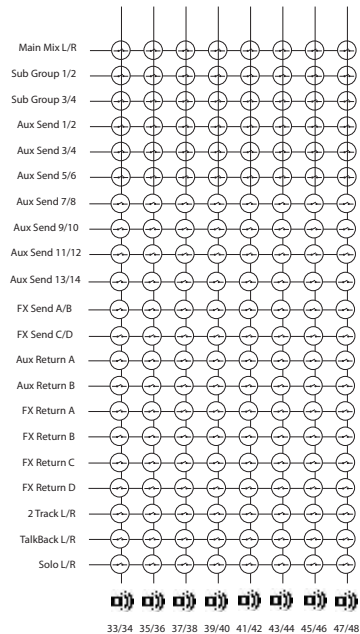 Main Mix L/R
Sub Group 1/2
Sub Group 3/4
Aux Send 1/2
Aux Send 3/4
Aux Send 5/6
Aux Send 7/8
Aux Send 9/10
Aux Send 11/12
Aux Send 13/14
FX Send A/B
FX Send C/D
Aux Return A
Aux Return B
FX Return A
FX Return B
FX Return C
FX Return D
2 Track L/R
TalkBack L/R
Solo L/R
33/34 35/36 37/38 39/40 41/42 43/44 45/46 47/48